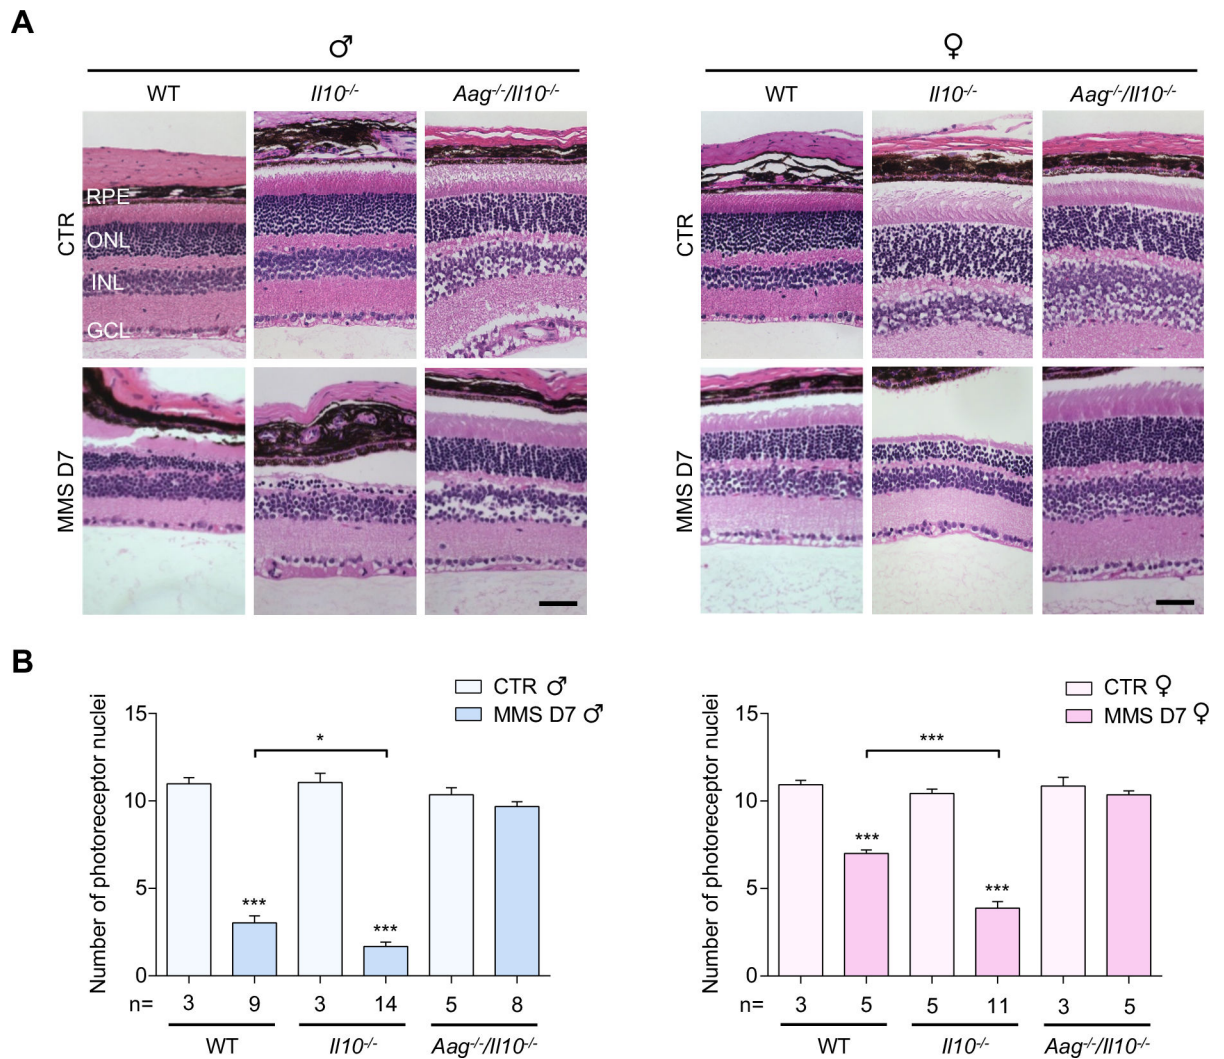 A
♂ ♀
WT Il10-/- Aag-/-/Il10-/- WT Il10-/- Aag-/-/Il10-/-
CTR
RPE
ONL
INL
GCL
CTR
MMS D7
MMS D7
B
Number of photoreceptor nuclei
CTR ♂
MMS D7 ♂
15
10
5
0
*
***
***
n= 3 9 3 14 5 8
WT Il10-/- Aag-/-/Il10-/-
Number of photoreceptor nuclei
CTR ♀
MMS D7 ♀
15
10
5
0
***
***
***
n= 3 5 5 11 3 5
WT Il10-/- Aag-/-/Il10-/-